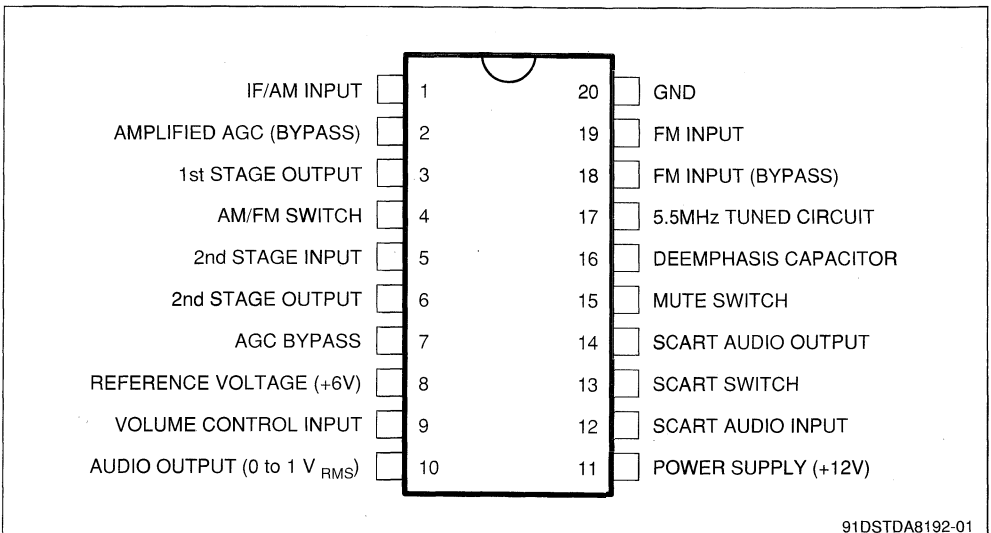 IF/AM INPUT 1 20 GND
AMPLIFIED AGC (BYPASS) 2 19 FM INPUT
1st STAGE OUTPUT 3 18 FM INPUT (BYPASS)
AM/FM SWITCH 4 17 5.5MHz TUNED CIRCUIT
2nd STAGE INPUT 5 16 DEEMPHASIS CAPACITOR
2nd STAGE OUTPUT 6 15 MUTE SWITCH
AGC BYPASS 7 14 SCART AUDIO OUTPUT
REFERENCE VOLTAGE (+6V) 8 13 SCART SWITCH
VOLUME CONTROL INPUT 9 12 SCART AUDIO INPUT
AUDIO OUTPUT (0 to 1 V RMS) 10 11 POWER SUPPLY (+12V)
91DSTDA8192-01